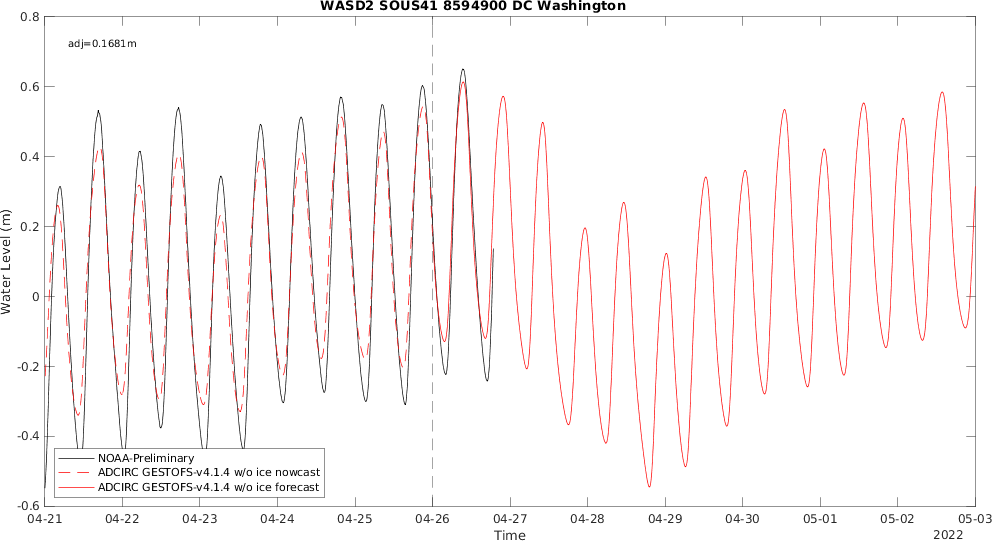 WASD2 SOUS41 8594900 DC Washington
adj=0.1681m
Water Level (m)
0.8
0.6
0.4
0.2
0
-0.2
-0.4
-0.6
NOAA-Preliminary
ADCIRC GESTOFS-v4.1.4 w/o ice nowcast
ADCIRC GESTOFS-v4.1.4 w/o ice forecast
04-21 04-22 04-23 04-24 04-25 04-26 04-27 04-28 04-29 04-30 05-01 05-02 05-03
Time
2022